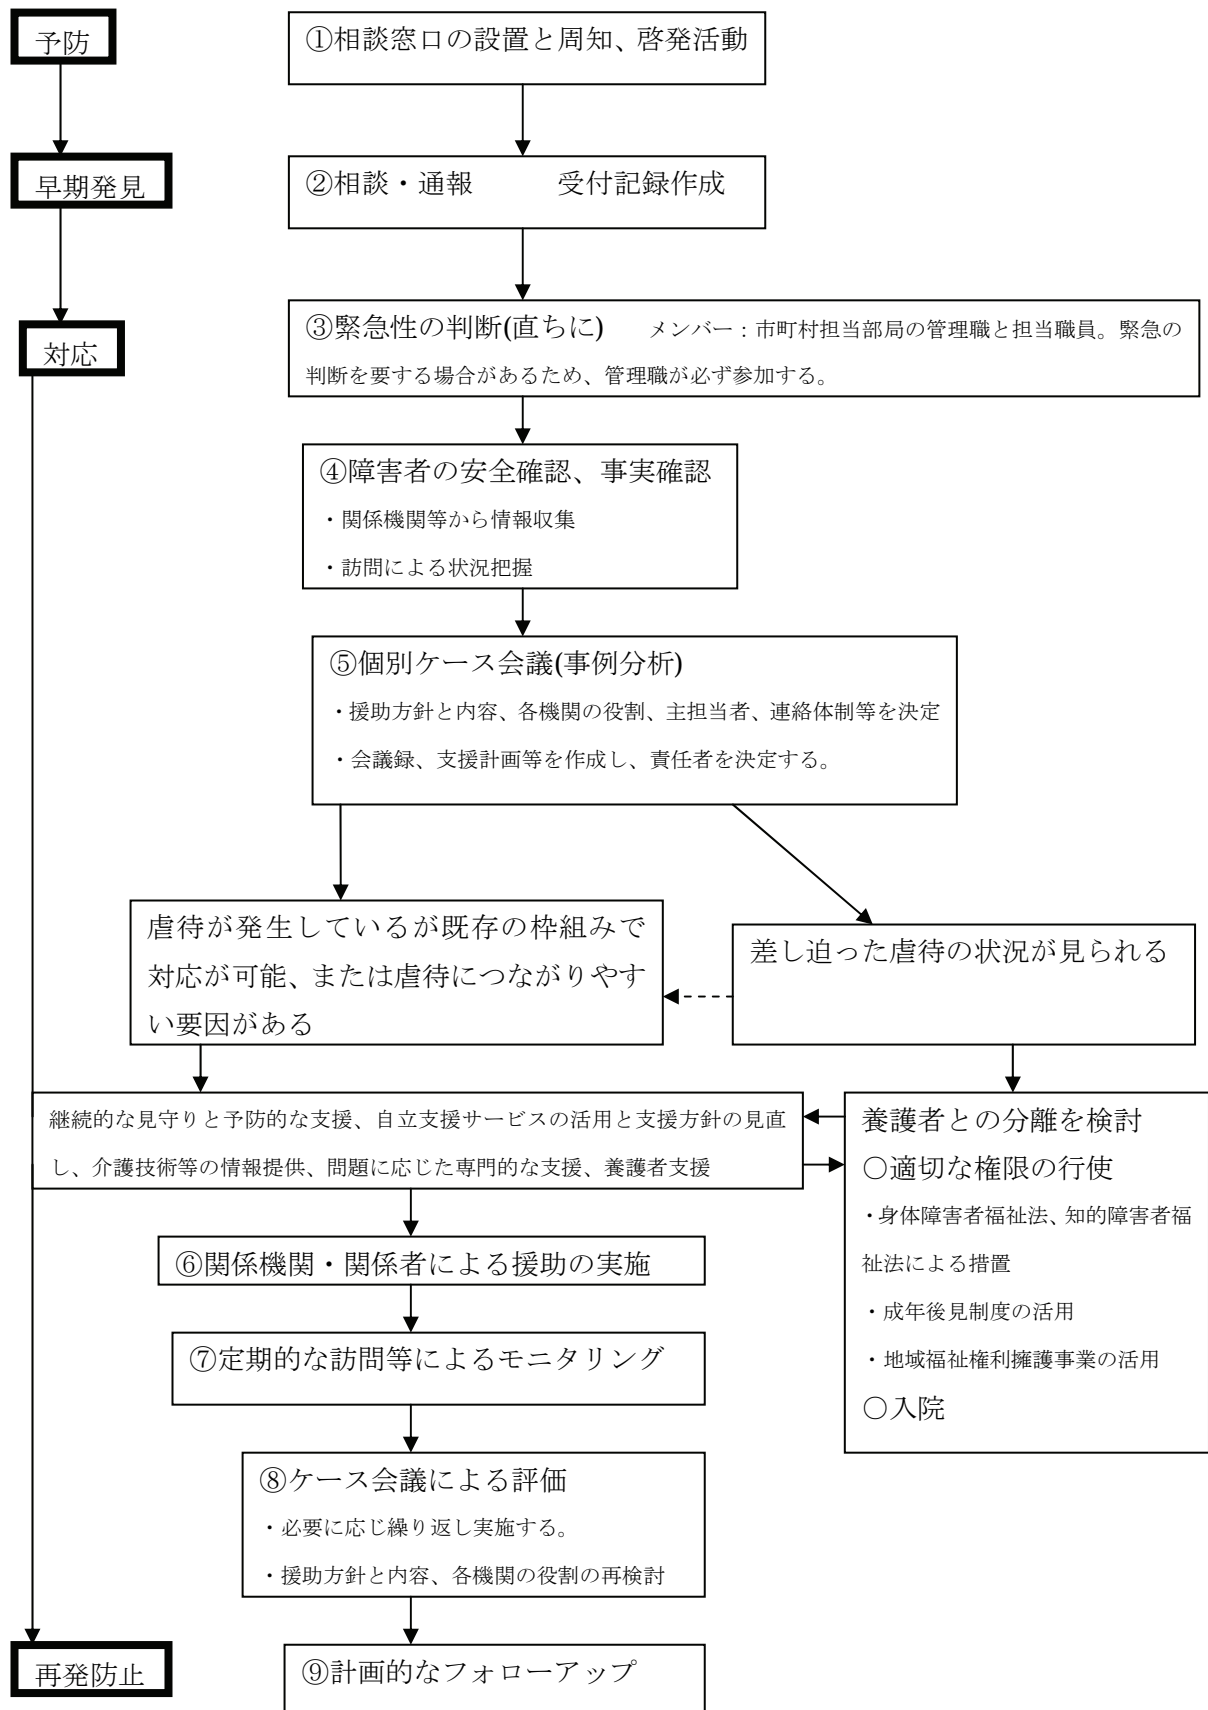 予防
①相談窓口の設置と周知、啓発活動
早期発見
②相談・通報　　　受付記録作成
対応
③緊急性の判断(直ちに)　　メンバー：市町村担当部局の管理職と担当職員。緊急の
判断を要する場合があるため、管理職が必ず参加する。
④障害者の安全確認、事実確認
・関係機関等から情報収集
・訪問による状況把握
⑤個別ケース会議(事例分析)
・援助方針と内容、各機関の役割、主担当者、連絡体制等を決定
・会議録、支援計画等を作成し、責任者を決定する。
虐待が発生しているが既存の枠組みで
対応が可能、または虐待につながりやす
い要因がある
差し迫った虐待の状況が見られる
継続的な見守りと予防的な支援、自立支援サービスの活用と支援方針の見直
し、介護技術等の情報提供、問題に応じた専門的な支援、養護者支援
養護者との分離を検討
○適切な権限の行使
・身体障害者福祉法、知的障害者福
祉法による措置
・成年後見制度の活用
・地域福祉権利擁護事業の活用
○入院
⑥関係機関・関係者による援助の実施
⑦定期的な訪問等によるモニタリング
⑧ケース会議による評価
・必要に応じ繰り返し実施する。
・援助方針と内容、各機関の役割の再検討
再発防止
⑨計画的なフォローアップ